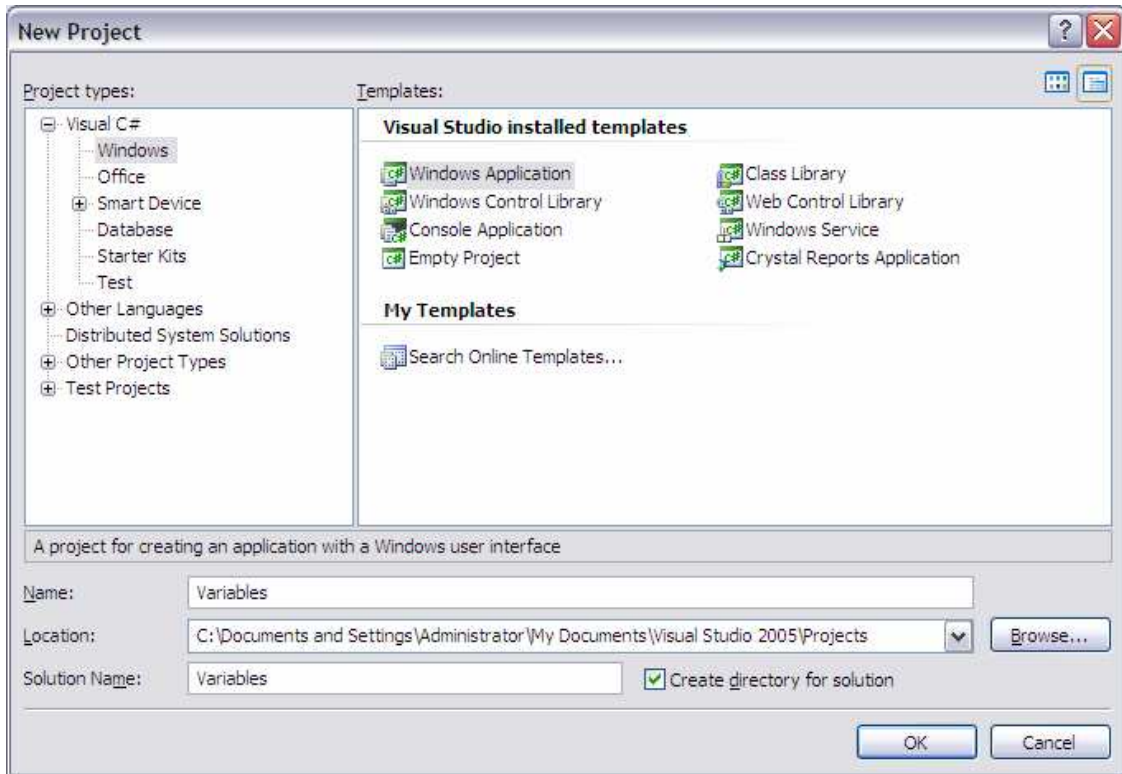 New Project
Project types:
Templates:
Visual C#
Windows
Office
Smart Device
Database
Starter Kits
Test
Other Languages
Distributed System Solutions
Other Project Types
Test Projects
Visual Studio installed templates
Windows Application
Windows Control Library
Console Application
Empty Project
Class Library
Web Control Library
Windows Service
Crystal Reports Application
My Templates
Search Online Templates...
A project for creating an application with a Windows user interface
Name: Variables
Location: C:\Documents and Settings\Administrator\My Documents\Visual Studio 2005\Projects Browse...
Solution Name: Variables Create directory for solution
OK Cancel